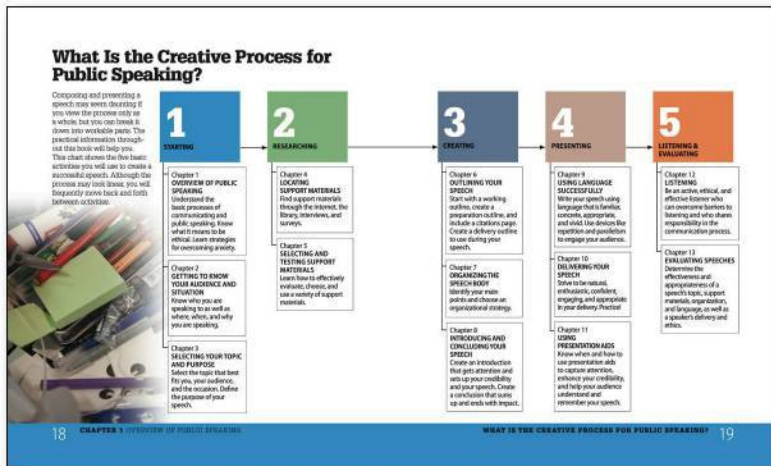 What Is the Creative Process for
Public Speaking?
Composing and presenting a
speech may seem daunting if
you view the process only as
a whole, but you can break it
down into workable parts. The
practical information through-
out this book will help you.
This chart shows the five basic
activities you will use to create a
successful speech. Although the
process may look linear, you will
frequently move back and forth
between activities.
1
STARTING
Chapter 1
OVERVIEW OF PUBLIC
SPEAKING
Understand the
basic processes of
communicating and
public speaking. Know
what it means to be
ethical. Learn strategies
for overcoming anxiety.
Chapter 2
GETTING TO KNOW
YOUR AUDIENCE AND
SITUATION
Know who you are
speaking to as well as
where, when, and why
you are speaking.
Chapter 3
SELECTING YOUR TOPIC
AND PURPOSE
Select the topic that best
fits you, your audience,
and the occasion. Define
the purpose of your
speech.
2
RESEARCHING
Chapter 4
LOCATING
SUPPORT MATERIALS
Find support materials
through the Internet, the
library, interviews, and
surveys.
Chapter 5
SELECTING AND
TESTING SUPPORT
MATERIALS
Learn how to effectively
evaluate, choose, and
use a variety of support
materials.
3
CREATING
Chapter 6
OUTLINING YOUR
SPEECH
Start with a working
outline, create a
preparation outline, and
include a citations page.
Create a delivery outline
to use during your
speech.
Chapter 7
ORGANIZING THE
SPEECH BODY
Identify your main
points and choose an
organizational strategy.
Chapter 8
INTRODUCING AND
CONCLUDING YOUR
SPEECH
Create an introduction
that gets attention and
sets up your credibility
and your speech. Create
a conclusion that sums
up and ends with impact.
4
PRESENTING
Chapter 9
USING LANGUAGE
SUCCESSFULLY
Write your speech using
language that is familiar,
concrete, appropriate,
and vivid. Use devices like
repetition and parallelism
to engage your audience.
Chapter 10
DELIVERING YOUR
SPEECH
Strive to be natural,
enthusiastic, confident,
engaging, and appropriate
in your delivery. Practice!
Chapter 11
USING
PRESENTATION AIDS
Know when and how to
use presentation aids
to capture attention,
enhance your credibility,
and help your audience
understand and
remember your speech.
5
LISTENING &
EVALUATING
Chapter 12
LISTENING
Be an active, ethical, and
effective listener who
can overcome barriers to
listening and who shares
responsibility in the
communication process.
Chapter 13
EVALUATING SPEECHES
Determine the
effectiveness and
appropriateness of a
speech's topic, support
materials, organization,
and language, as well as
a speaker's delivery and
ethics.
18 CHAPTER 1 OVERVIEW OF PUBLIC SPEAKING
WHAT IS THE CREATIVE PROCESS FOR PUBLIC SPEAKING? 19